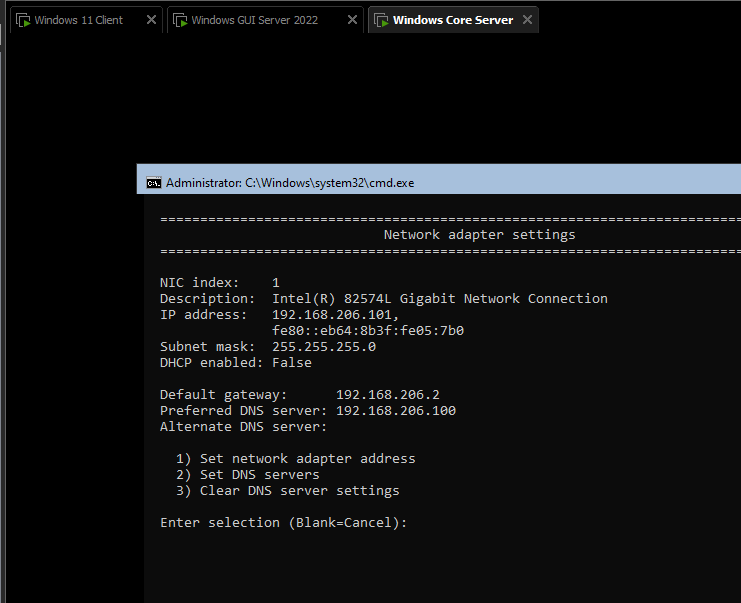 Windows 11 Client
Windows GUI Server 2022
Windows Core Server
Administrator: C:\Windows\system32\cmd.exe
================================================================================
Network adapter settings
================================================================================
NIC index: 1
Description: Intel(R) 82574L Gigabit Network Connection
IP address: 192.168.206.101,
fe80::eb64:8b3f:fe05:7b0
Subnet mask: 255.255.255.0
DHCP enabled: False
Default gateway: 192.168.206.2
Preferred DNS server: 192.168.206.100
Alternate DNS server:
1) Set network adapter address
2) Set DNS servers
3) Clear DNS server settings
Enter selection (Blank=Cancel):